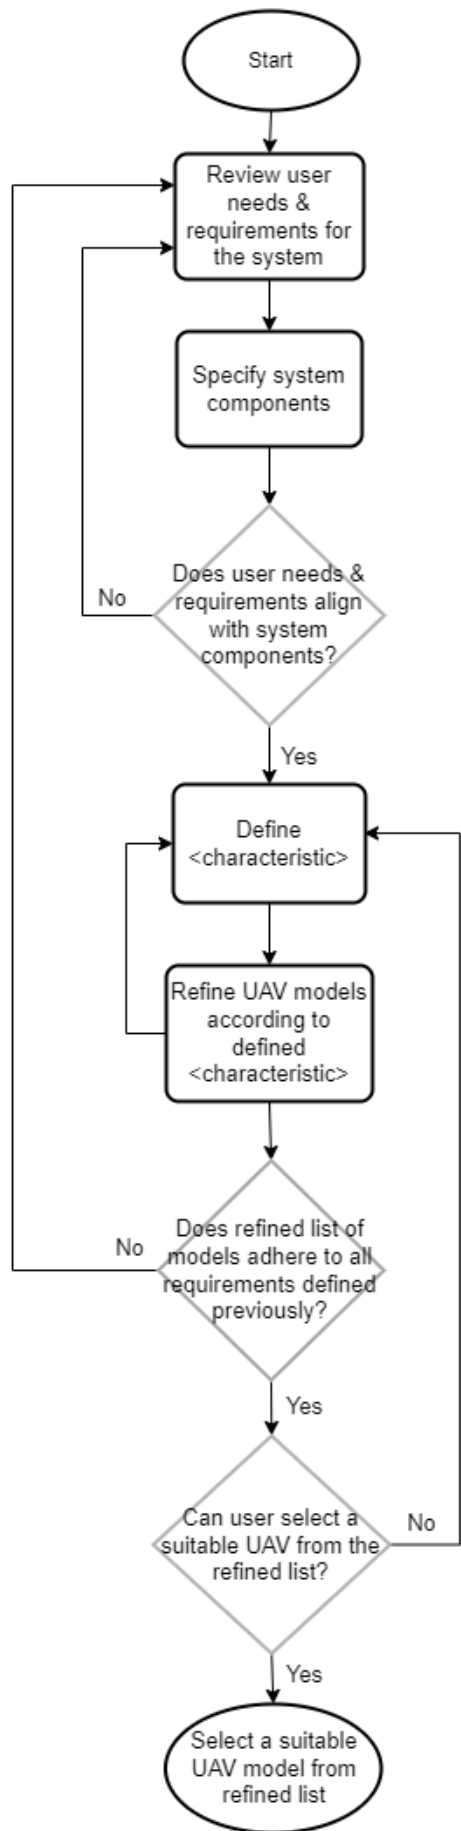 Start
Review user
needs &
requirements for
the system
Specify system
components
Does user needs &
requirements align
with system
components?
No
Yes
Define
<characteristic>
Refine UAV models
according to
defined
<characteristic>
Does refined list of
models adhere to all
requirements defined
previously?
No
Yes
Can user select a
suitable UAV from the
refined list?
No
Yes
Select a suitable
UAV model from
refined list